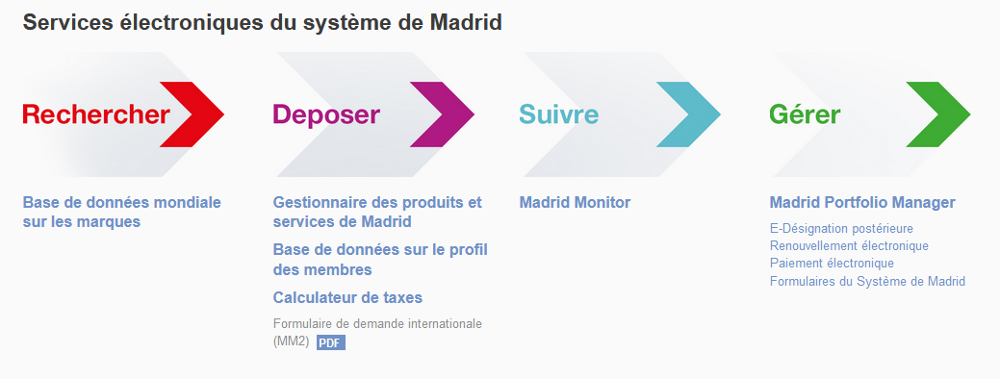 Services électroniques du système de Madrid
Rechercher
Deposer
Suivre
Gérer
Base de données mondiale
sur les marques
Gestionnaire des produits et
services de Madrid
Base de données sur le profil
des membres
Calculateur de taxes
Formulaire de demande internationale
(MM2) PDF
Madrid Monitor
Madrid Portfolio Manager
E-Désignation postérieure
Renouvellement électronique
Paiement électronique
Formulaires du Système de Madrid